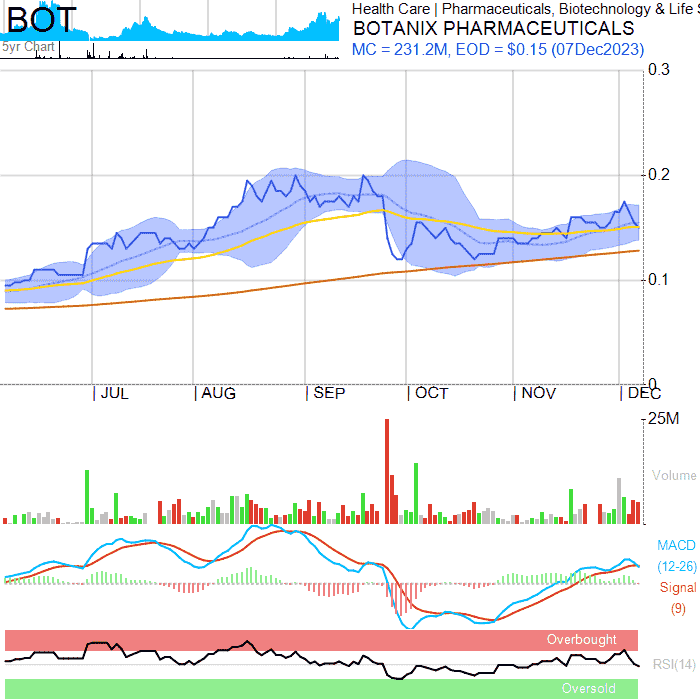 BOT
5yr Chart
Health Care | Pharmaceuticals, Biotechnology & Life S
BOTANIX PHARMACEUTICALS
MC = 231.2M, EOD = $0.15 (07Dec2023)
0.3
0.2
0.1
0
JUL AUG SEP OCT NOV DEC
25M
Volume
MACD
(12-26)
Signal
(9)
Overbought
RSI(14)
Oversold